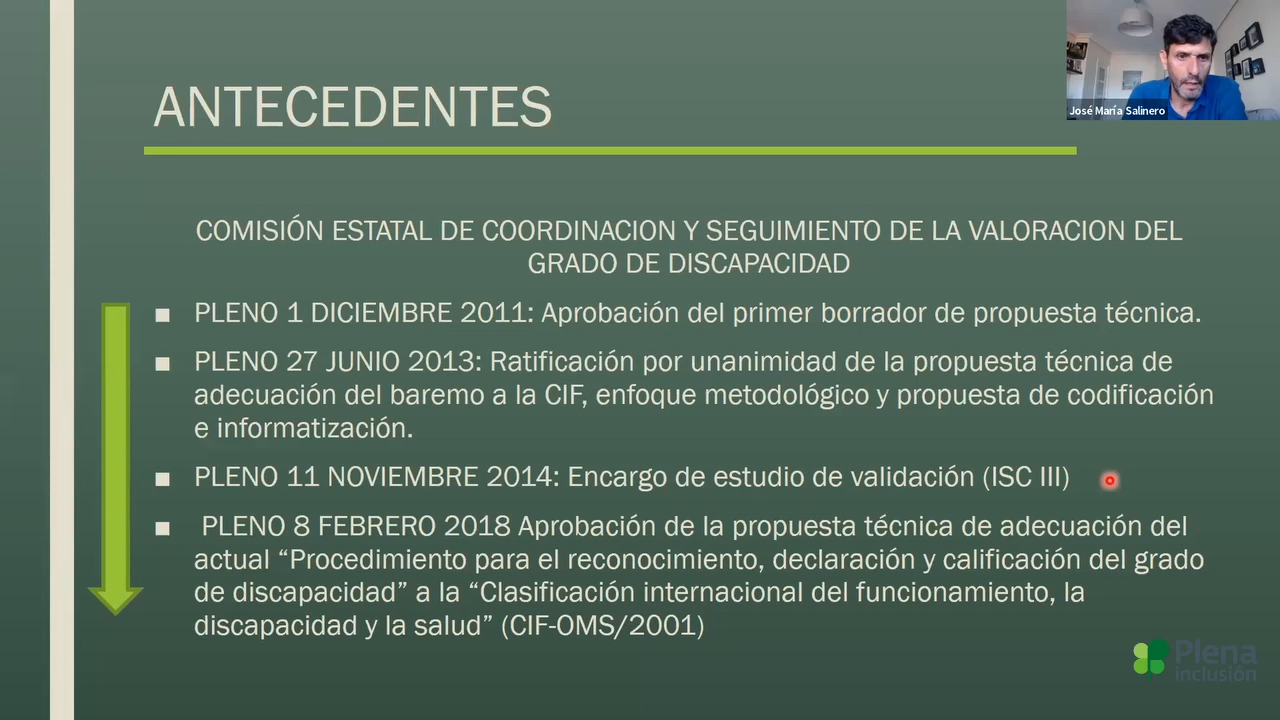 José María Salinero
ANTECEDENTES
COMISIÓN ESTATAL DE COORDINACION Y SEGUIMIENTO DE LA VALORACION DEL
GRADO DE DISCAPACIDAD
▪ PLENO 1 DICIEMBRE 2011: Aprobación del primer borrador de propuesta técnica.
▪ PLENO 27 JUNIO 2013: Ratificación por unanimidad de la propuesta técnica de
adecuación del baremo a la CIF, enfoque metodológico y propuesta de codificación
e informatización.
▪ PLENO 11 NOVIEMBRE 2014: Encargo de estudio de validación (ISC III)
▪ PLENO 8 FEBRERO 2018 Aprobación de la propuesta técnica de adecuación del
actual “Procedimiento para el reconocimiento, declaración y calificación del grado
de discapacidad” a la “Clasificación internacional del funcionamiento, la
discapacidad y la salud” (CIF-OMS/2001)
Plena
inclusión